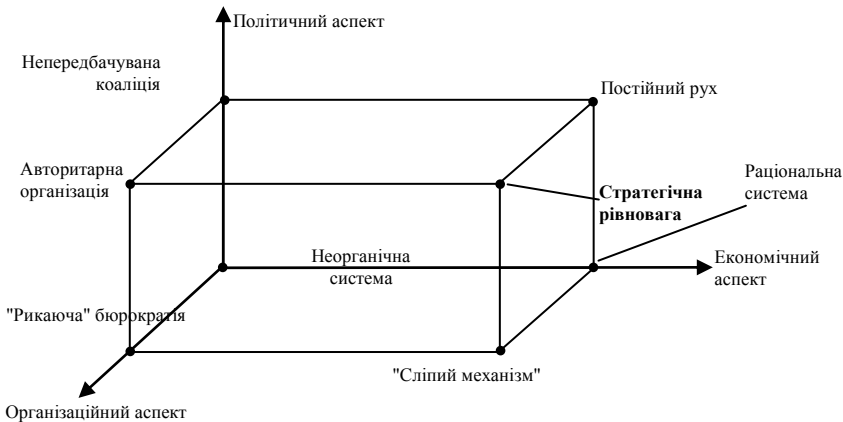 Політичний аспект
Непередбачувана
коаліція
Постійний рух
Авторитарна
організація
Стратегічна
рівновага
Раціональна
система
Неорганічна
система
Економічний
аспект
"Рикаюча" бюрократія
"Сліпий механізм"
Організаційний аспект